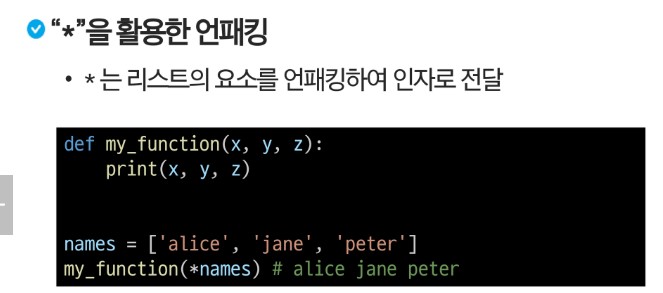 “*”을 활용한 언패킹
• * 는 리스트의 요소를 언패킹하여 인자로 전달
def my_function(x, y, z):
    print(x, y, z)
names = ['alice', 'jane', 'peter']
my_function(*names) # alice jane peter